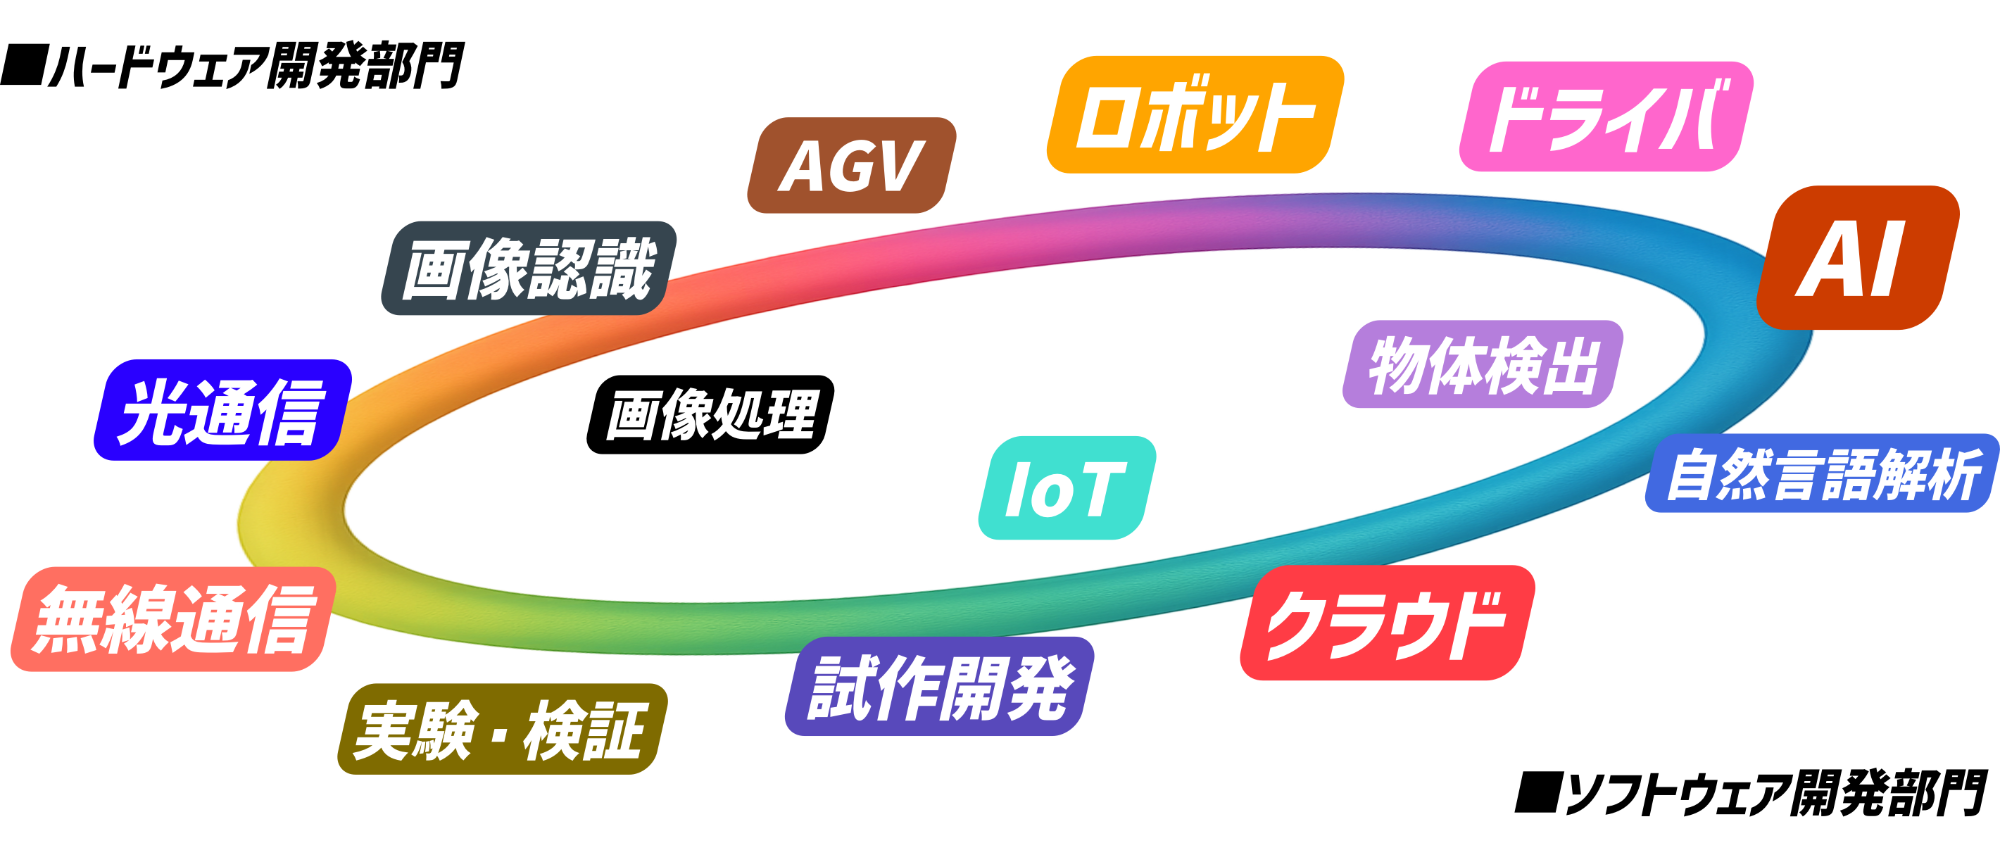 ■ハードウェア開発部門
ロボット
ドライバ
AGV
AI
画像認識
物体検出
光通信
画像処理
IoT
自然言語解析
無線通信
クラウド
試作開発
実験・検証
■ソフトウェア開発部門